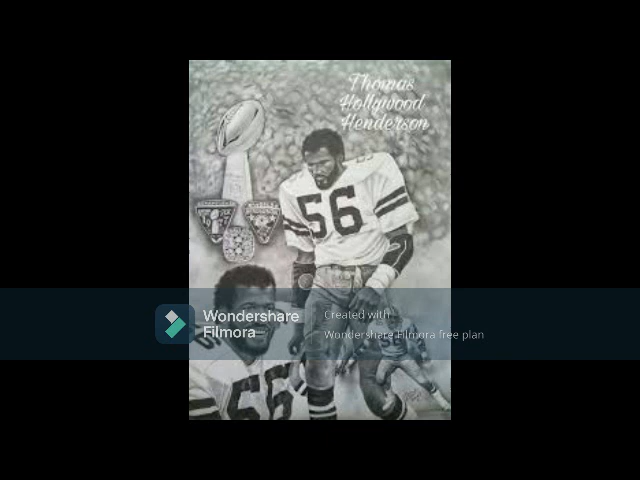 Thomas
Hollywood
Henderson
56
Wondershare
Filmora
Created with
Wondershare Filmora free plan
56